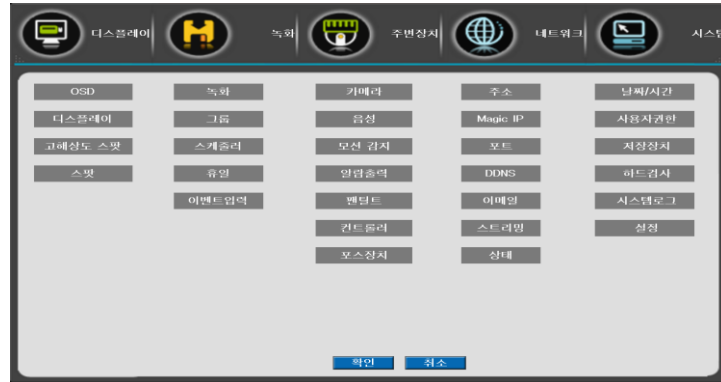 디스플레이 녹화 주변장치 네트워크 시스템
OSD 녹화 카메라 주소 날짜/시간
디스플레이 그룹 음성 Magic IP 사용자권한
고해상도 스팟 스케줄러 모션 감지 포트 저장장치
스팟 휴일 알람출력 DDNS 하드검사
이벤트입력 팬틸트 이메일 시스템로그
컨트롤러 스트리밍 설정
포스장치 상태
확인 취소